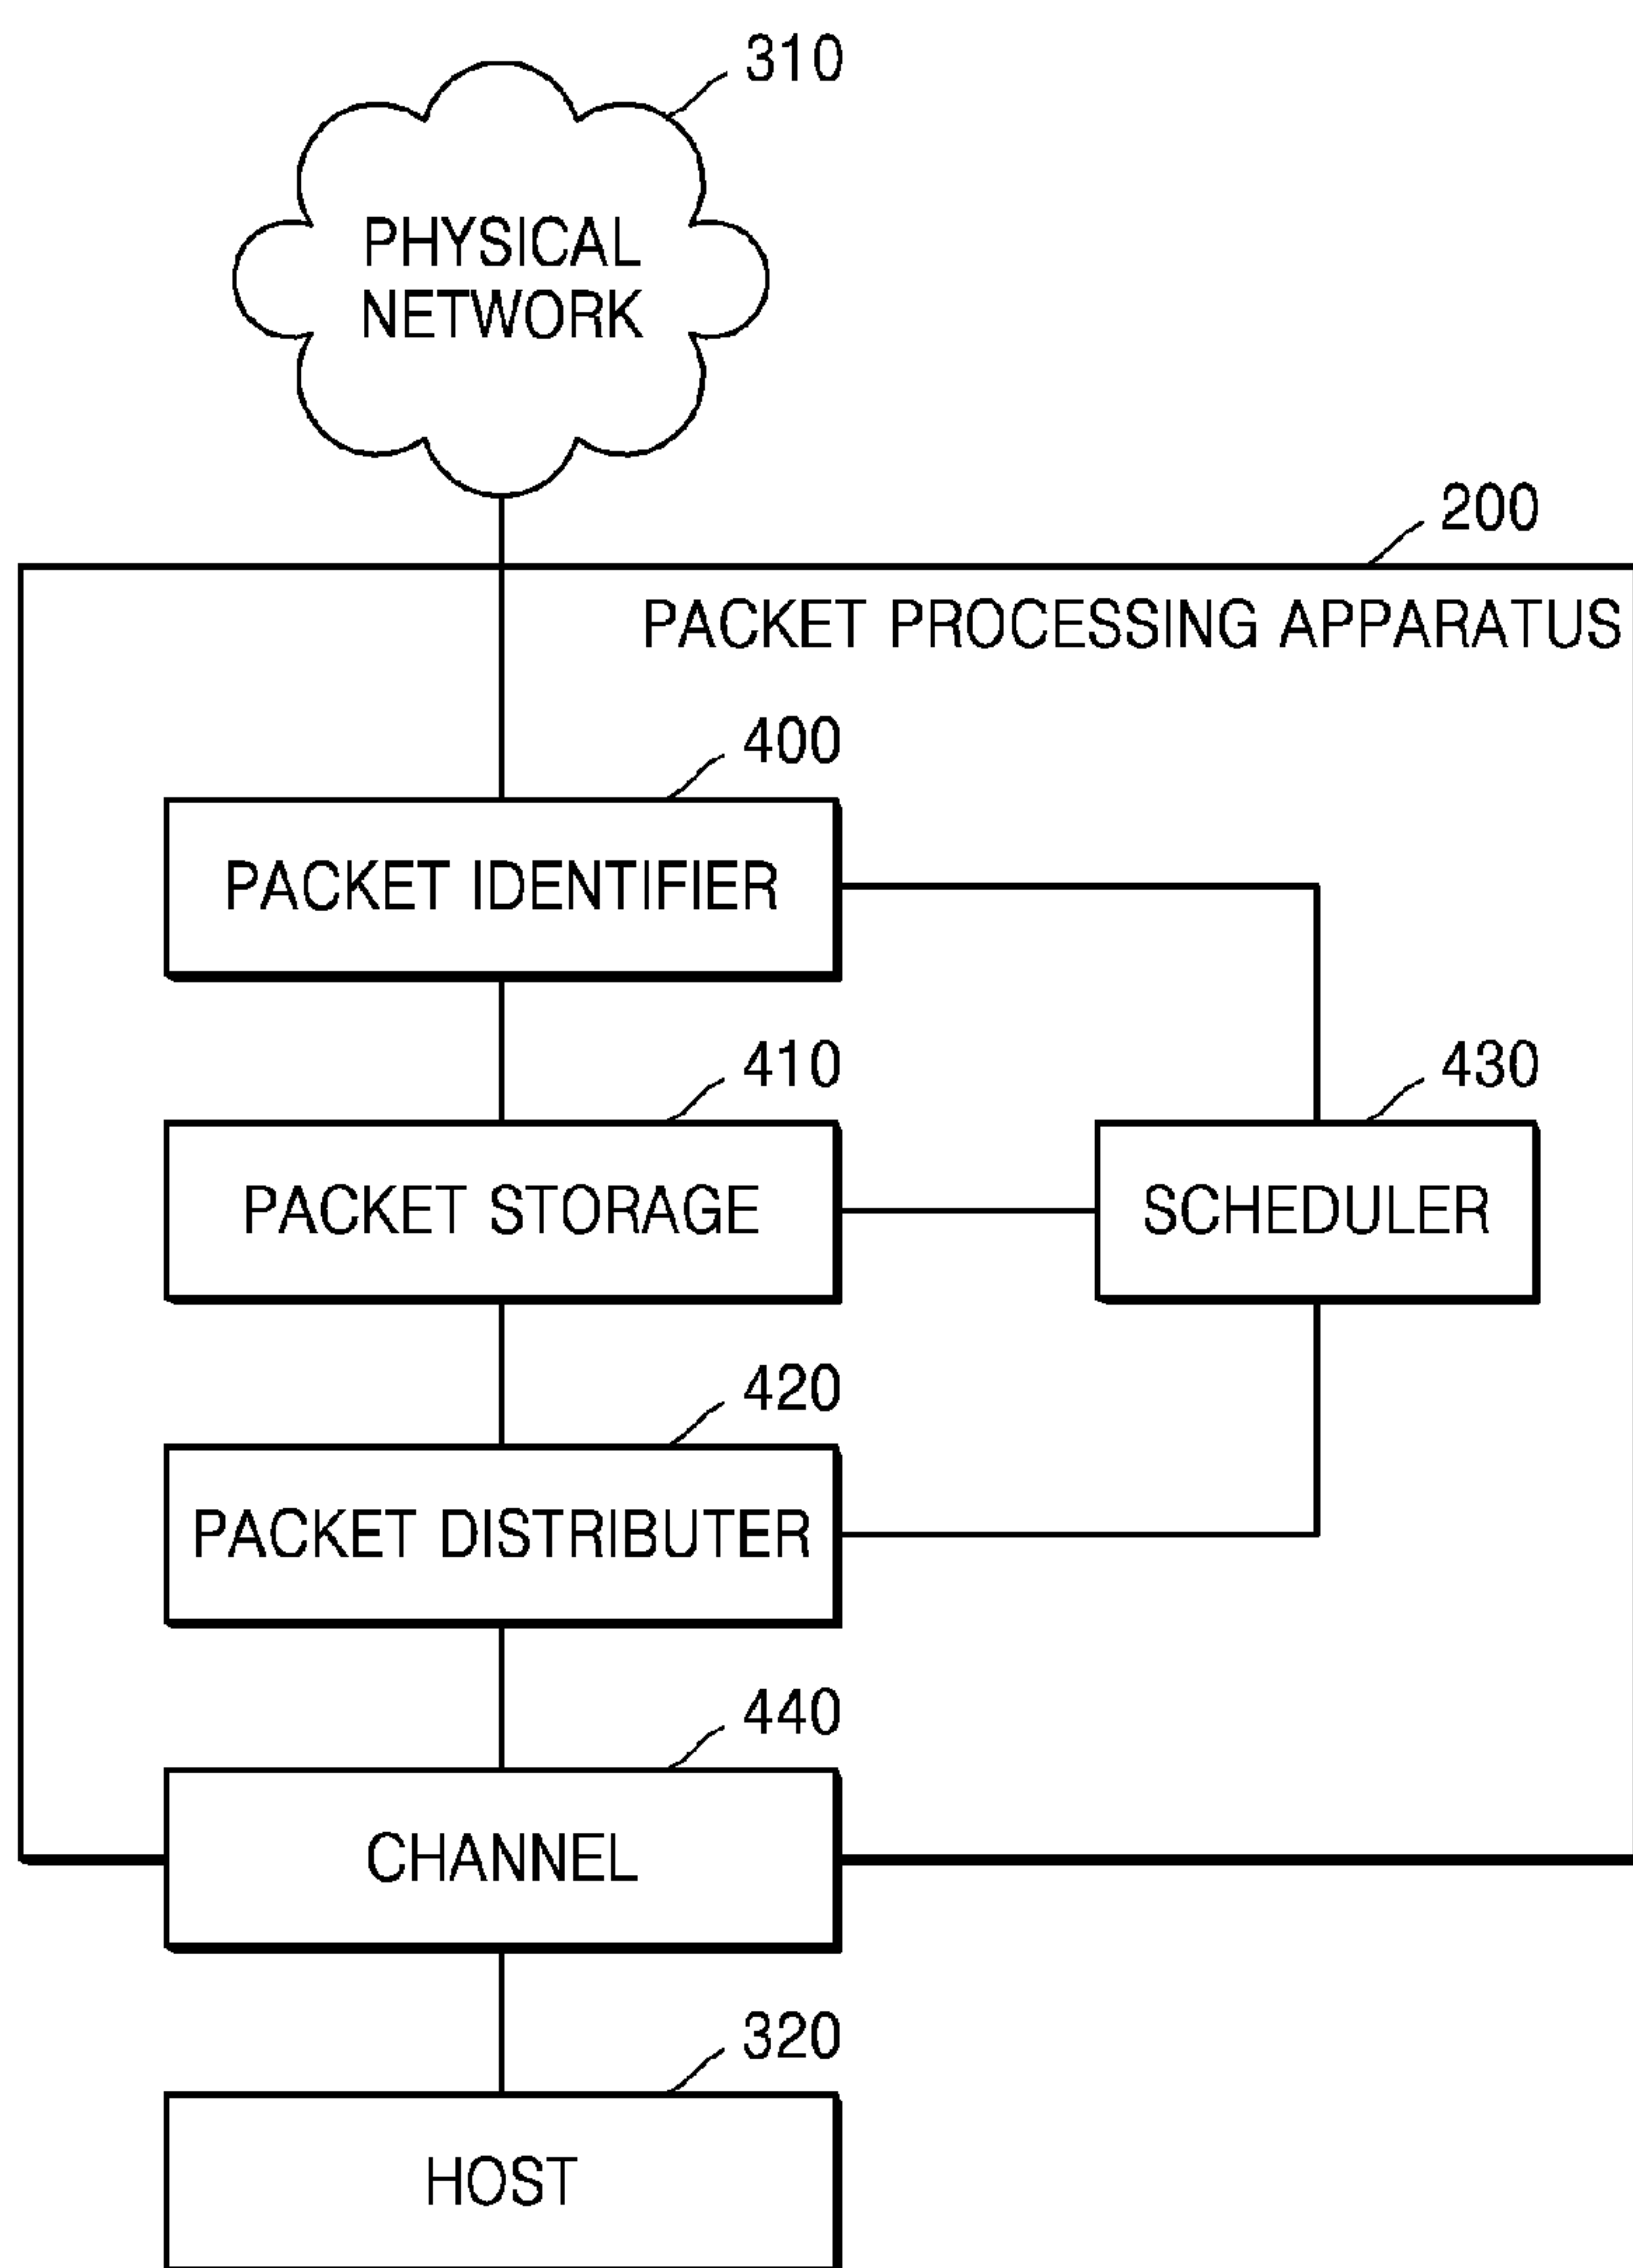 310
PHYSICAL
NETWORK
200
PACKET PROCESSING APPARATUS
400
PACKET IDENTIFIER
410
PACKET STORAGE
430
SCHEDULER
420
PACKET DISTRIBUTER
440
CHANNEL
320
HOST